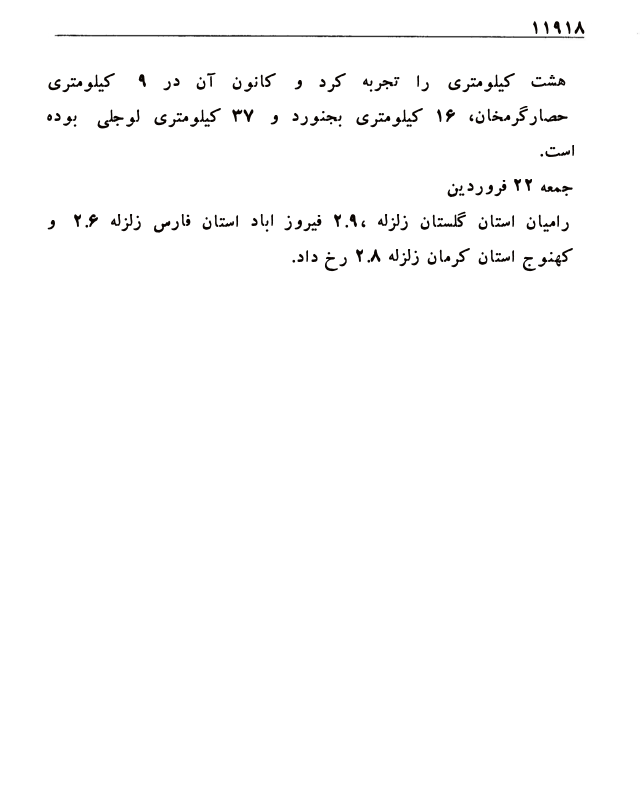 ۱۱۹۱۸
هشت کیلومتری را تجربه کرد و کانون آن در ۹ کیلومتری
حصارگرمخان، ۱۶ کیلومتری بجنورد و ۳۷ کیلومتری لوجلی بوده
است.
جمعه ۲۲ فروردین
رامیان استان گلستان زلزله ۲.۹، فیروز اباد استان فارس زلزله ۲.۶ و
کهنوج استان کرمان زلزله ۲.۸ رخ داد.